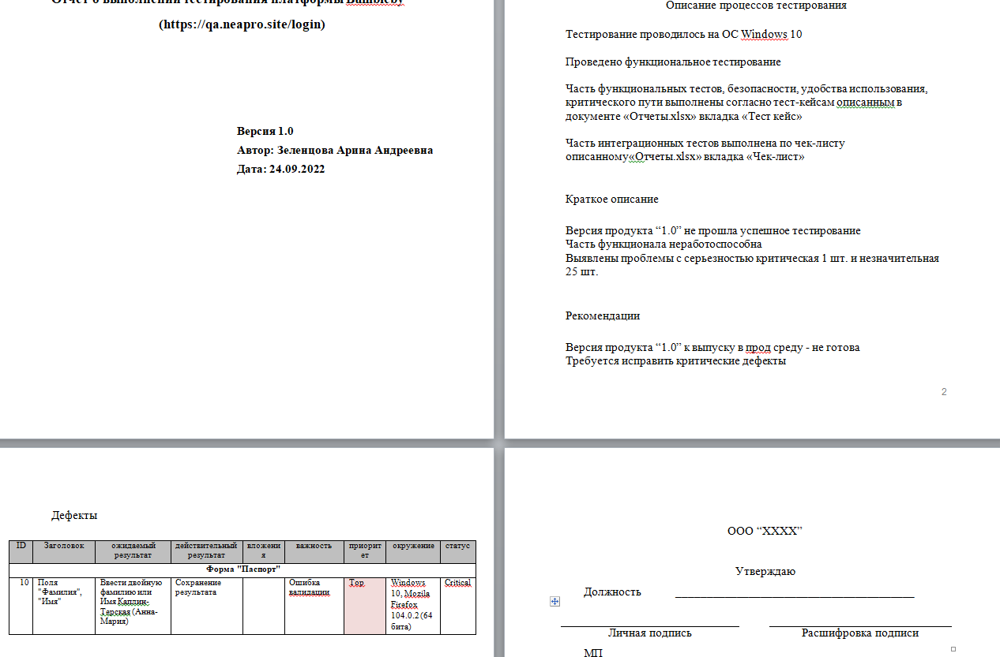 Отчет о выполнении тестирования платформы Bumbleby
(https://qa.neapro.site/login)
Версия 1.0
Автор: Зеленцова Арина Андреевна
Дата: 24.09.2022
Описание процессов тестирования
Тестирование проводилось на ОС Windows 10
Проведено функциональное тестирование
Часть функциональных тестов, безопасности, удобства использования,
критического пути выполнены согласно тест-кейсам описанным в
документе «Отчеты.xlsx» вкладка «Тест кейс»
Часть интеграционных тестов выполнена по чек-листу
описанному«Отчеты.xlsx» вкладка «Чек-лист»
Краткое описание
Версия продукта “1.0” не прошла успешное тестирование
Часть функционала неработоспособна
Выявлены проблемы с серьезностью критическая 1 шт. и незначительная
25 шт.
Рекомендации
Версия продукта “1.0” к выпуску в прод среду - не готова
Требуется исправить критические дефекты
2
Дефекты
ID Заголовок ожидаемый результат действительный результат вложения важность приоритет окружение статус
Форма "Паспорт"
10 Поля "Фамилия", "Имя" Ввести двойную фамилию или Имя Каплин-Терская (Анна-Мария) Сохранение результата Ошибка валидации Top Windows 10, Mozila Firefox 104.0.2 (64 бита) Critical
ООО “XXXX”
Утверждаю
Должность
Личная подпись Расшифровка подписи
МП